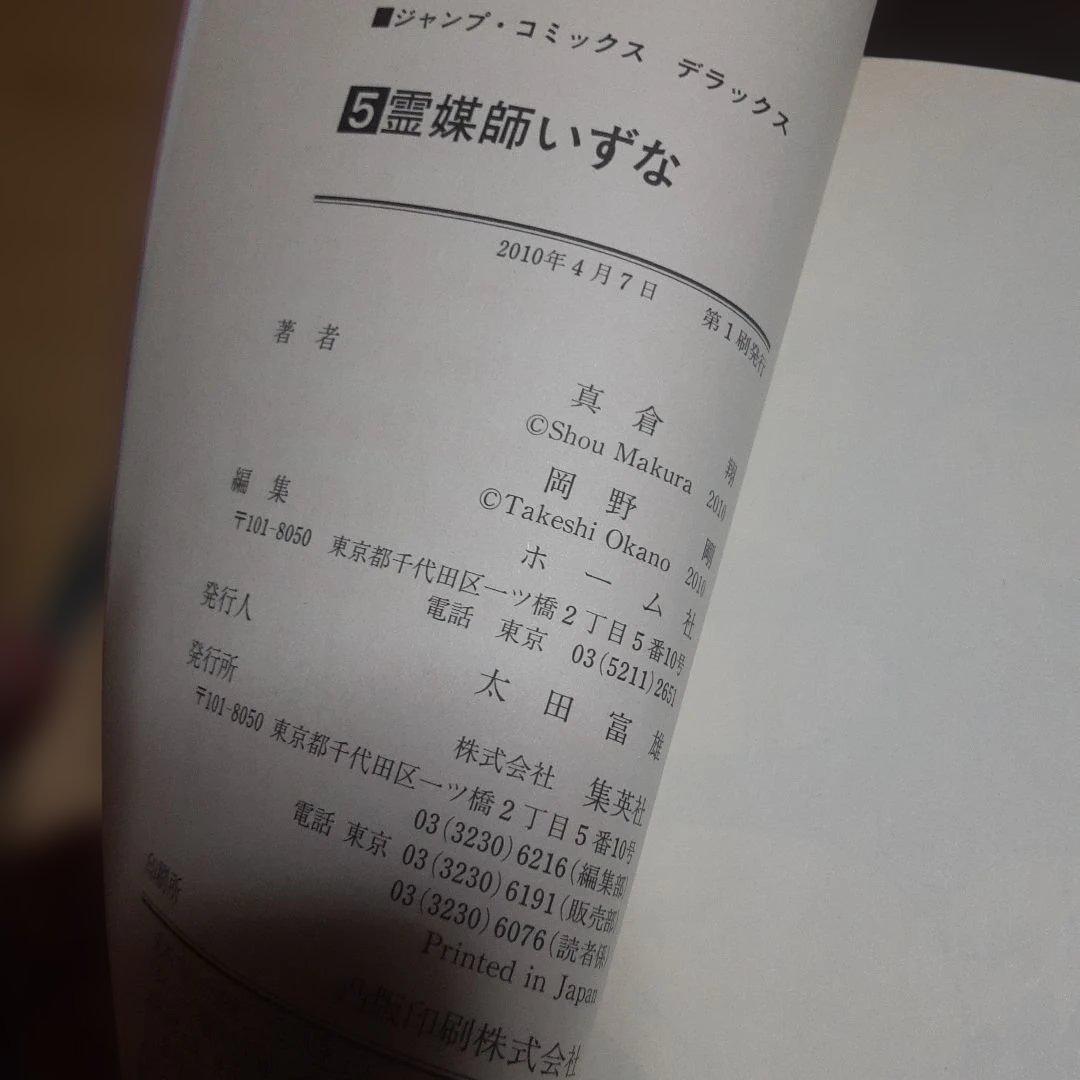 ■ジャンプ・コミックス デラックス
5霊媒師いずな
2010年4月7日 第1刷発行
著者 真倉翔
©Shou Makura 2010
岡野剛
©Takeshi Okano 2010
編集 ホーム社
〒101-8050 東京都千代田区一ツ橋2丁目5番10号
電話 東京 03(5211)2651
発行人 太田富雄
発行所 株式会社 集英社
〒101-8050 東京都千代田区一ツ橋2丁目5番10号
03(3230)6216(編集部)
電話 東京 03(3230)6191(販売部)
03(3230)6076(読者係)
Printed in Japan
印刷所 凸版印刷株式会社